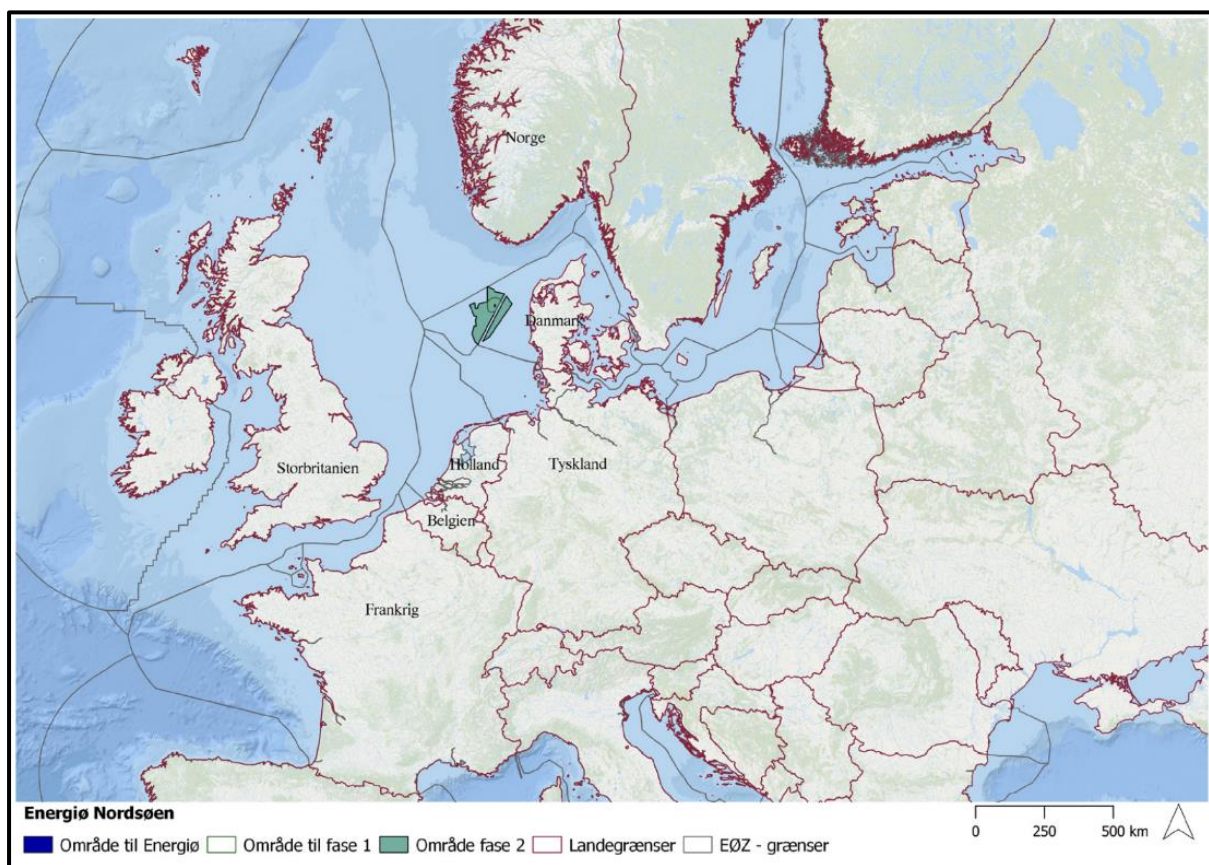 Norge
Danmark
Storbritanien
Holland
Tyskland
Belgien
Frankrig
Energiø Nordsøen
0 250 500 km
Område til Energiø Område til fase 1 Område fase 2 Landegrænser EØZ - grænser